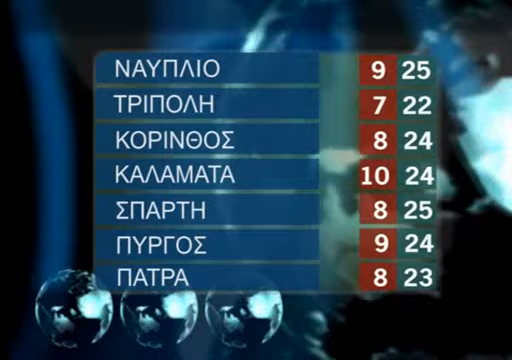 ΝΑΥΠΛΙΟ 9 25
ΤΡΙΠΟΛΗ 7 22
ΚΟΡΙΝΘΟΣ 8 24
ΚΑΛΑΜΑΤΑ 10 24
ΣΠΑΡΤΗ 8 25
ΠΥΡΓΟΣ 9 24
ΠΑΤΡΑ 8 23